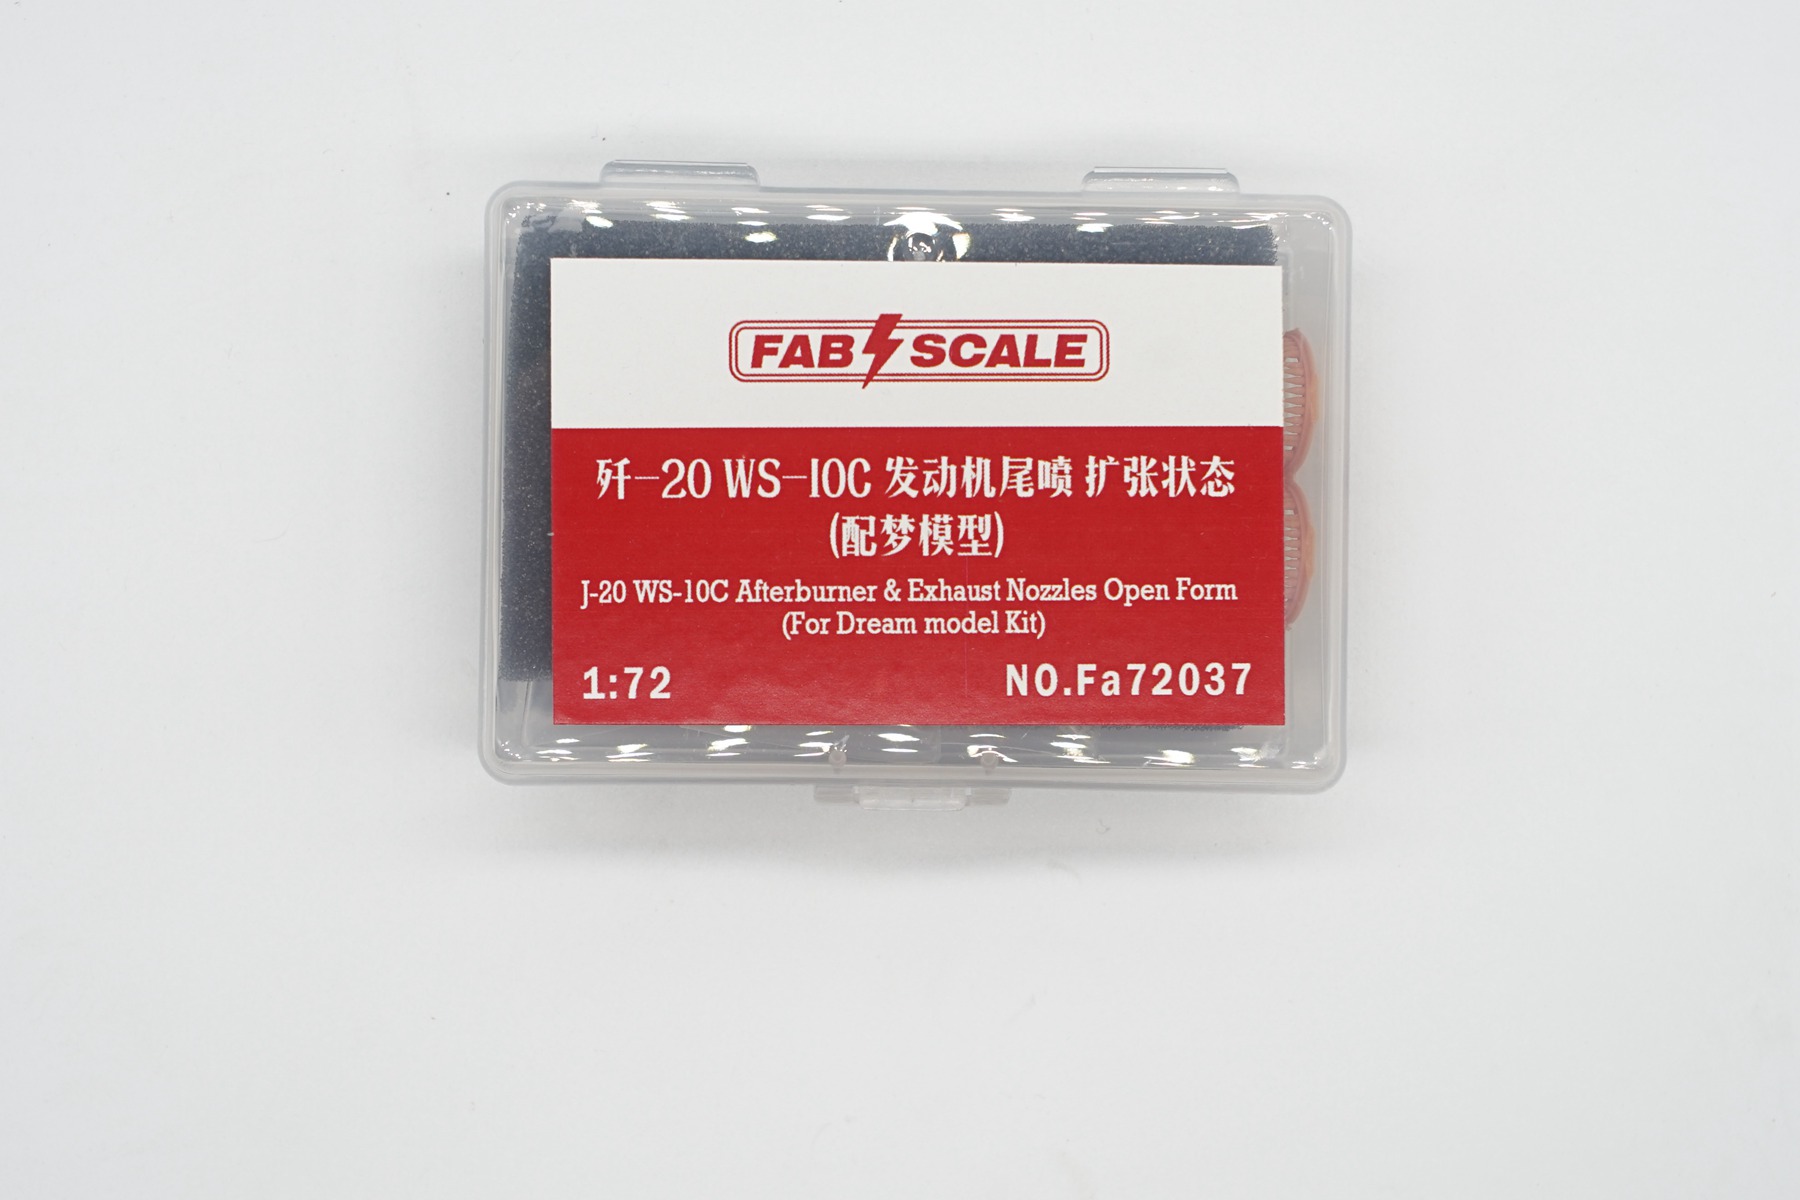 FAB SCALE
歼-20 WS-10C 发动机尾喷 扩张状态
(配梦模型)
J-20 WS-10C Afterburner & Exhaust Nozzles Open Form
(For Dream model Kit)
1:72 NO.Fa72037